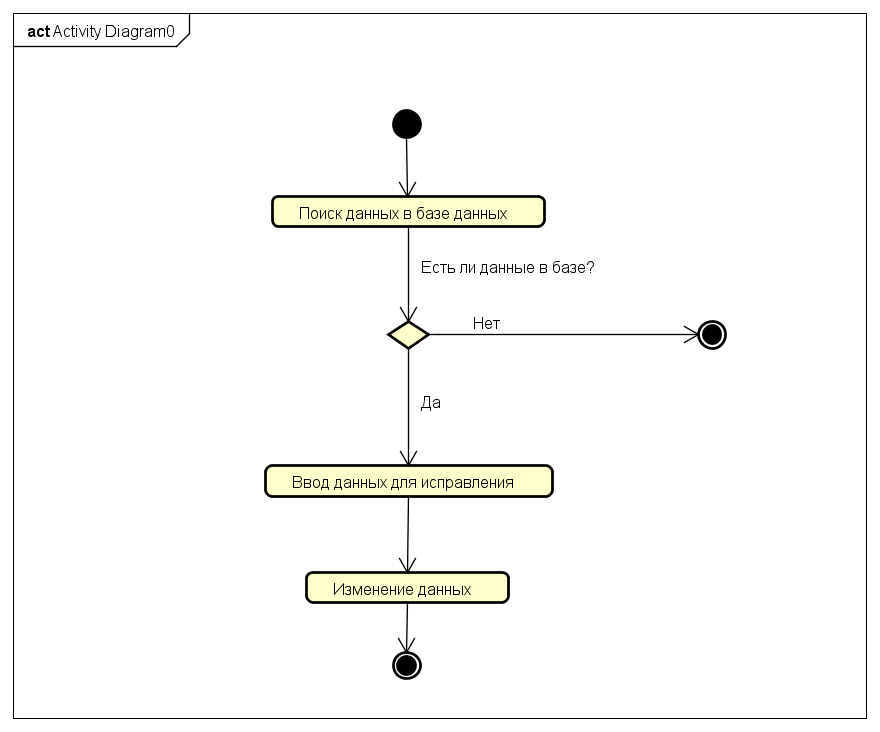 act Activity Diagram0
Поиск данных в базе данных
Есть ли данные в базе?
Нет
Да
Ввод данных для исправления
Изменение данных